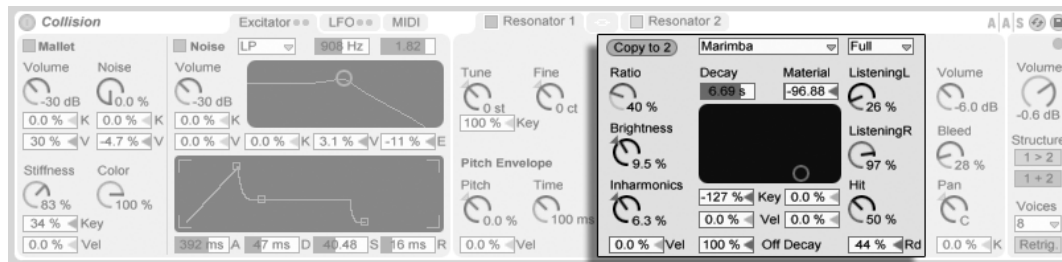 Collision
Excitator LFO MIDI
Resonator 1
Resonator 2
A A S
Mallet
Volume
-30 dB
0.0 % K
30 % V
Noise
0.0 %
0.0 % K
-4.7 % V
Stiffness
83 %
34 % Key
0.0 % Vel
Color
100 %
Noise LP 908 Hz 1.82
Volume
-30 dB
0.0 % K
0.0 % V 0.0 % K 3.1 % V -11 % E
392 ms A 47 ms D 40.48 S 16 ms R
Tune
0 st
100 % Key
Fine
0 ct
Pitch Envelope
Pitch
0.0 %
0.0 % Vel
Time
100 ms
Copy to 2 Marimba Full
Ratio
40 %
Brightness
9.5 %
Inharmonics
6.3 %
0.0 % Vel
Decay
6.69 s
Material
-96.88
-127 % Key 0.0 %
0.0 % Vel 0.0 %
100 % Off Decay
ListeningL
26 %
ListeningR
97 %
Hit
50 %
44 % Rd
Volume
-6.0 dB
Bleed
28 %
Pan
C
0.0 % K
Volume
-0.6 dB
Structure
1 > 2
1 + 2
Voices
8
Retrig.